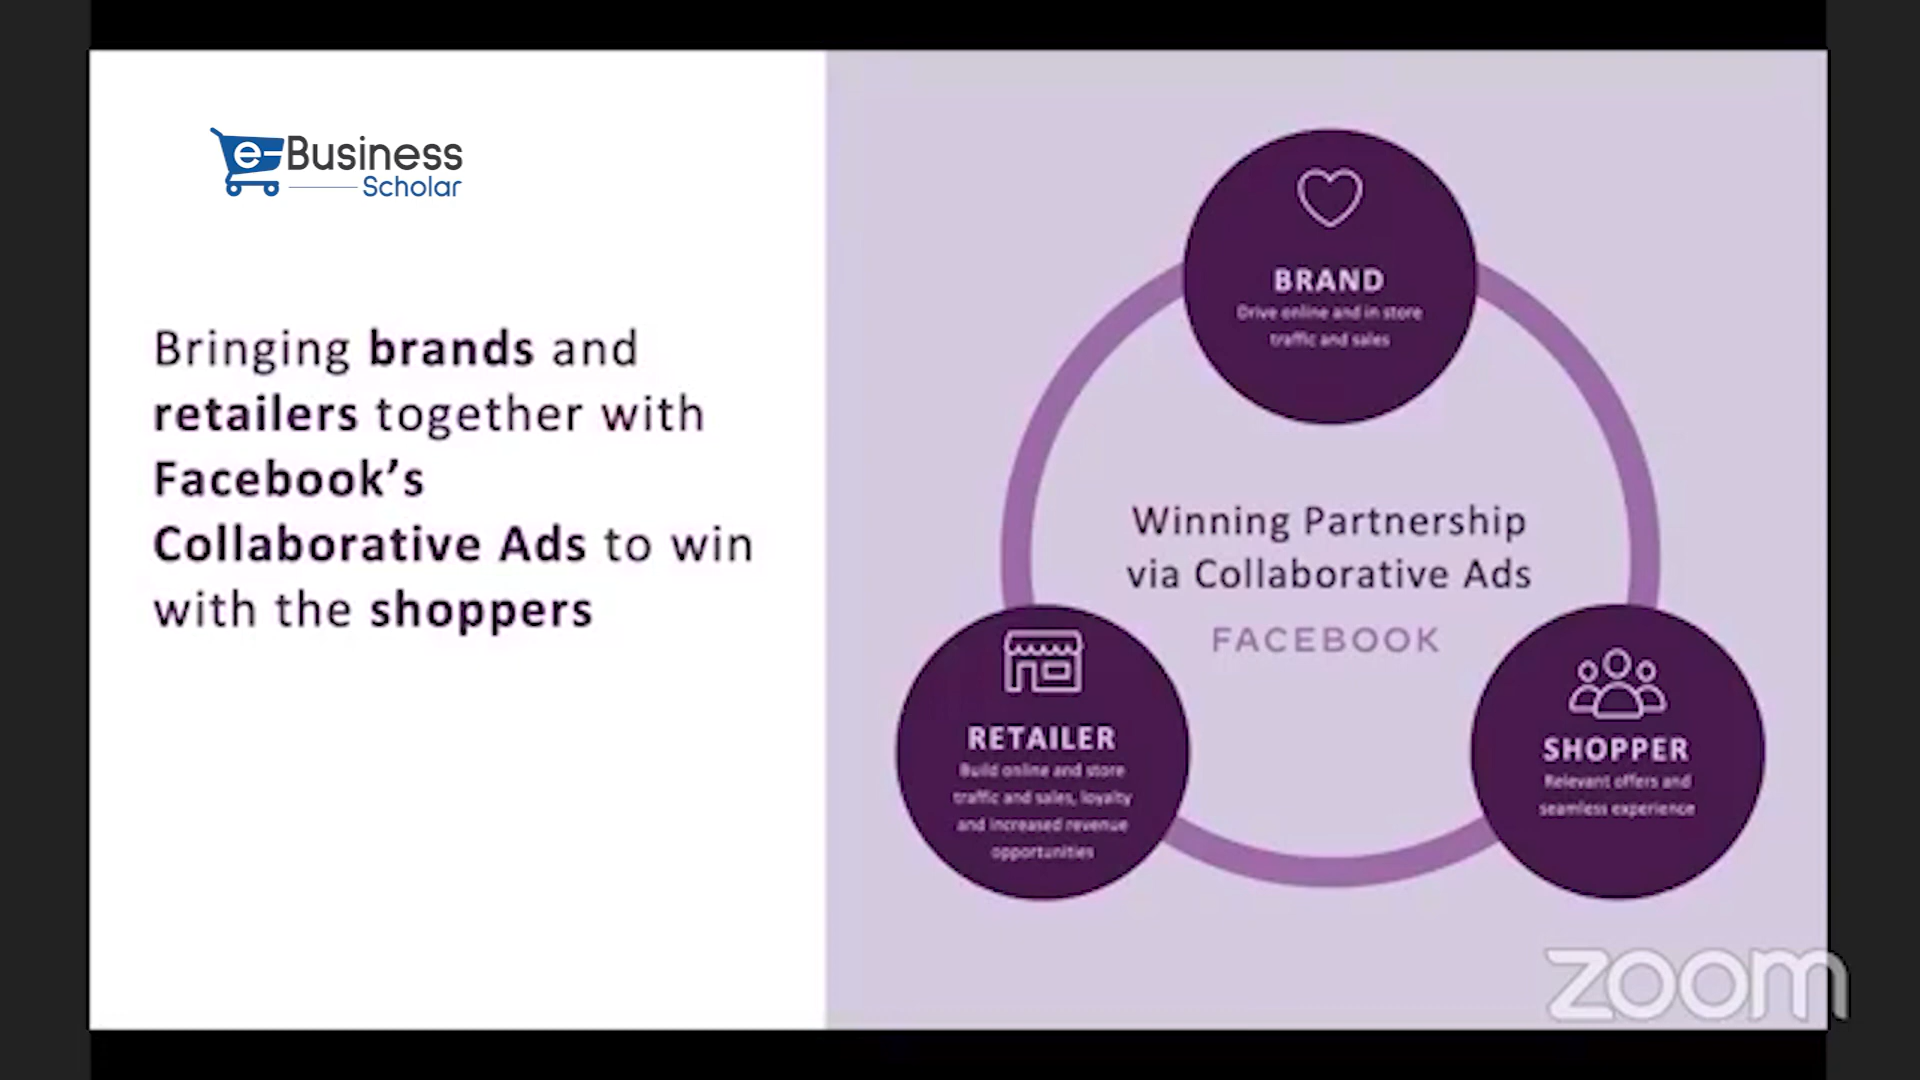 e-Business
Scholar
Bringing brands and
retailers together with
Facebook’s
Collaborative Ads to win
with the shoppers
BRAND
Drive online and in store
traffic and sales
Winning Partnership
via Collaborative Ads
FACEBOOK
RETAILER
Build online and store
traffic and sales, loyalty
and increased revenue
opportunities
SHOPPER
Relevant offers and
seamless experience
zoom